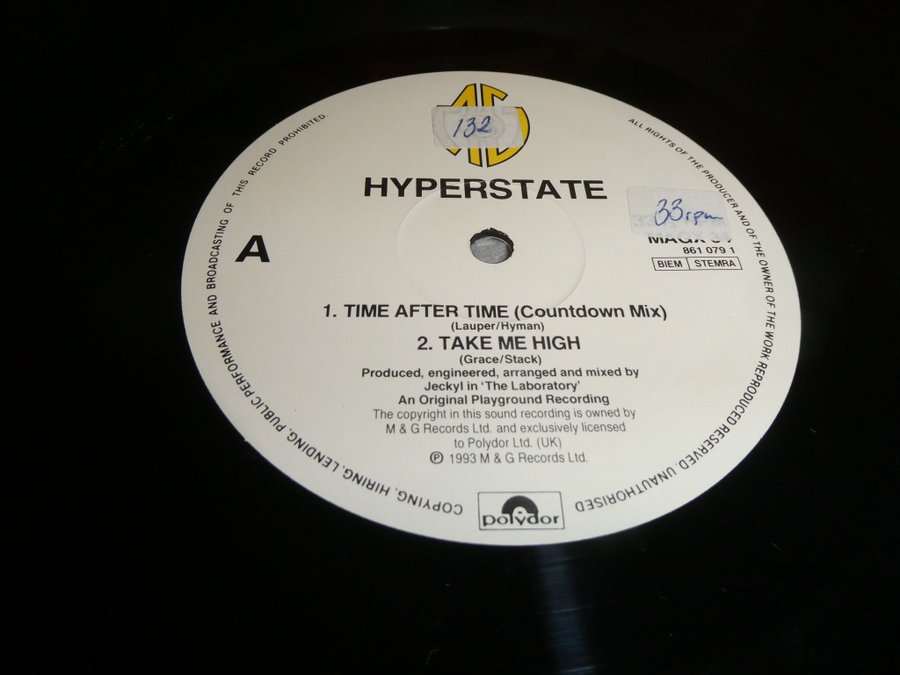 132
HYPERSTATE
33rpm
A
861 079 1
BIEM STEMRA
1. TIME AFTER TIME (Countdown Mix)
(Lauper/Hyman)
2. TAKE ME HIGH
(Grace/Stack)
Produced, engineered, arranged and mixed by
Jeckyl in 'The Laboratory'
An Original Playground Recording
The copyright in this sound recording is owned by
M & G Records Ltd. and exclusively licensed
to Polydor Ltd. (UK)
℗ 1993 M & G Records Ltd.
polydor
ALL RIGHTS OF THE PRODUCER AND OF THE OWNER OF THE WORK REPRODUCED RESERVED. UNAUTHORISED COPYING, HIRING, LENDING, PUBLIC PERFORMANCE AND BROADCASTING OF THIS RECORD PROHIBITED.